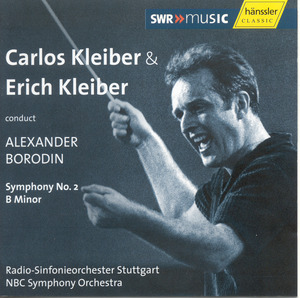 SWR»music
hänssler
CLASSIC
Carlos Kleiber &
Erich Kleiber
conduct
ALEXANDER
BORODIN
Symphony No. 2
B Minor
Radio-Sinfonieorchester Stuttgart
NBC Symphony Orchestra